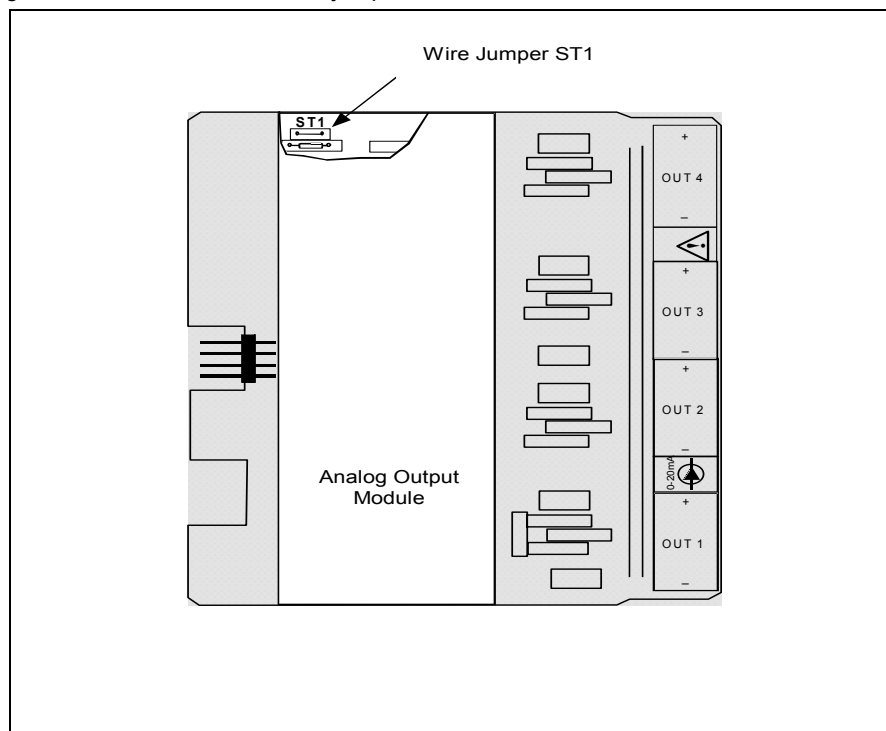 Wire Jumper ST1
ST1
+
OUT 4
–
!
+
OUT 3
–
+
OUT 2
–
0-20mA
+
OUT 1
–
Analog Output
Module